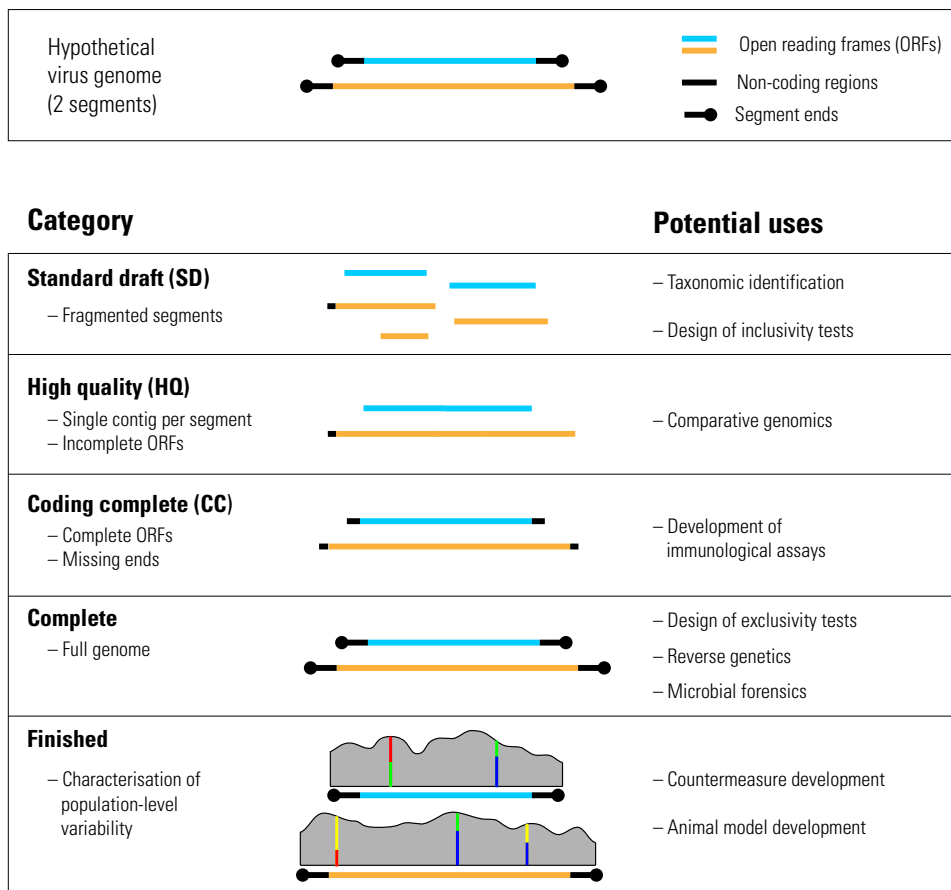 Hypothetical
virus genome
(2 segments)
Open reading frames (ORFs)
Non-coding regions
Segment ends
Category
Potential uses
Standard draft (SD)
– Fragmented segments
– Taxonomic identification
– Design of inclusivity tests
High quality (HQ)
– Single contig per segment
– Incomplete ORFs
– Comparative genomics
Coding complete (CC)
– Complete ORFs
– Missing ends
– Development of
immunological assays
Complete
– Full genome
– Design of exclusivity tests
– Reverse genetics
– Microbial forensics
Finished
– Characterisation of
population-level
variability
– Countermeasure development
– Animal model development